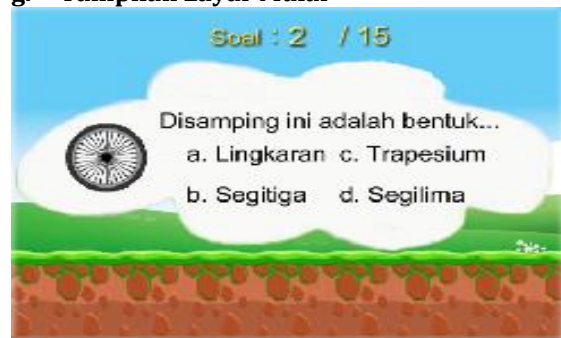 Soal : 2 / 15
Disamping ini adalah bentuk...
a. Lingkaran c. Trapesium
b. Segitiga d. Segilima